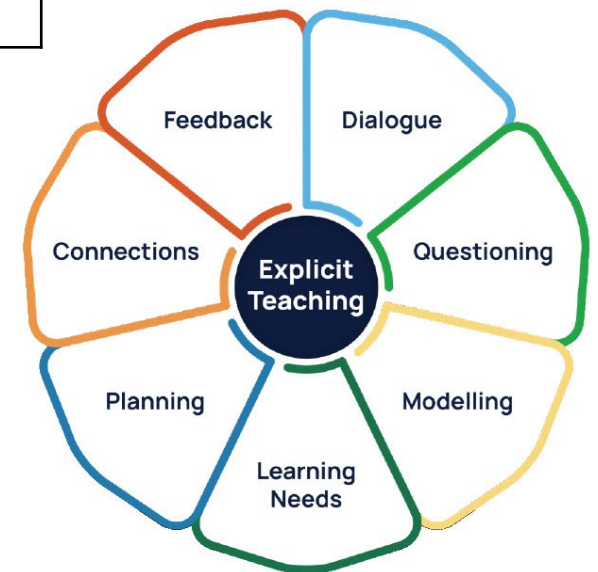 Feedback
Dialogue
Connections
Questioning
Explicit
Teaching
Planning
Modelling
Learning
Needs